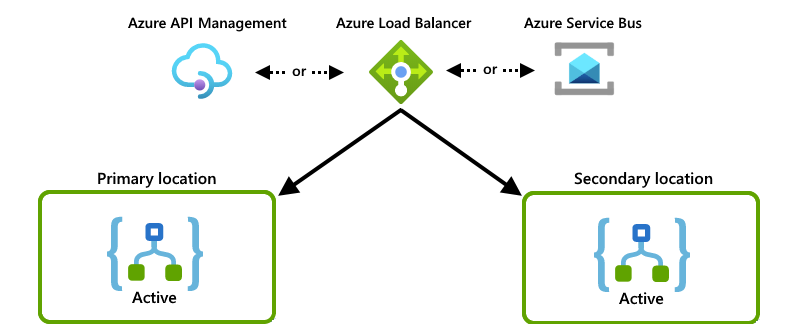 Azure API Management
Azure Load Balancer
Azure Service Bus
or
or
Primary location
Secondary location
Active
Active